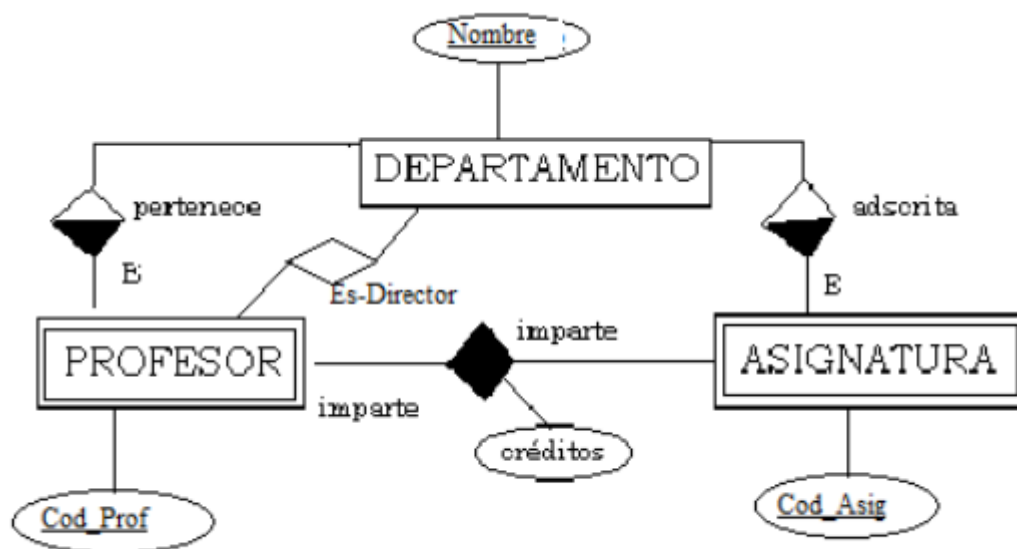 Nombre
DEPARTAMENTO
pertenece
adscrita
E
Es-Director
E
imparte
PROFESOR
ASIGNATURA
imparte
créditos
Cod_Prof
Cod_Asig